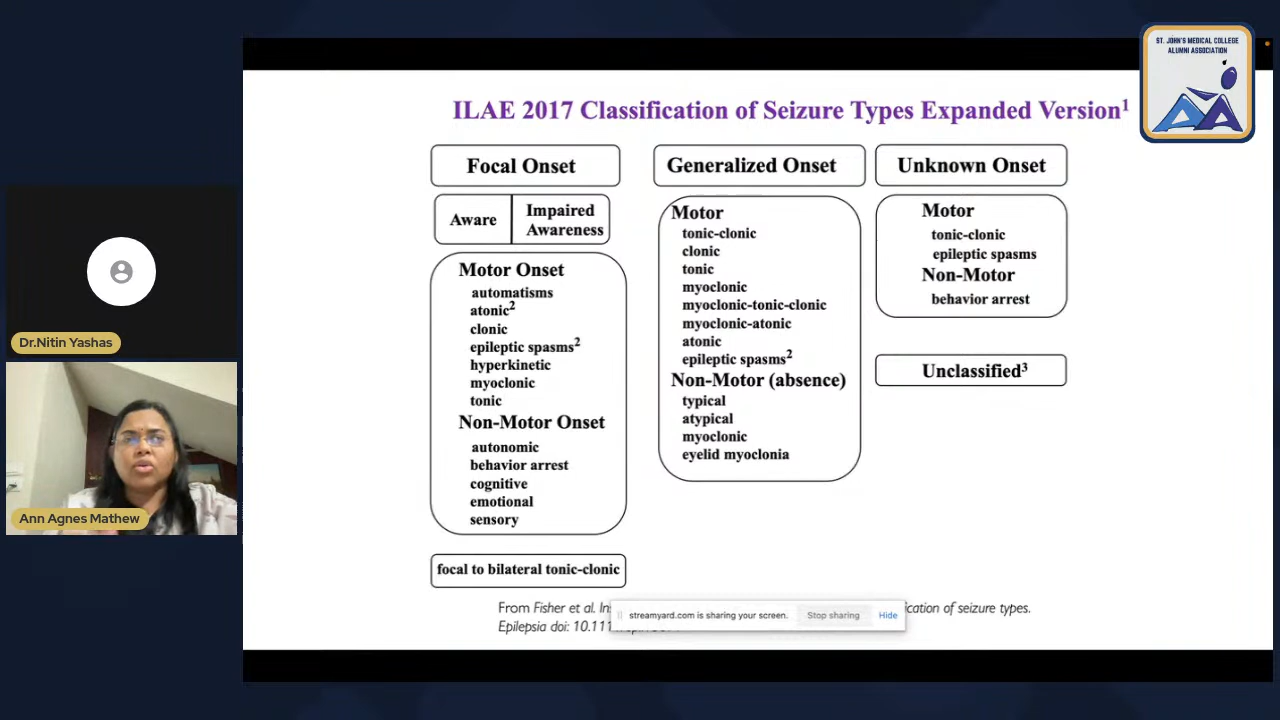 ST. JOHN'S MEDICAL COLLEGE
ALUMNI ASSOCIATION
ILAE 2017 Classification of Seizure Types Expanded Version¹
Focal Onset
Aware
Impaired
Awareness
Motor Onset
automatisms
atonic²
clonic
epileptic spasms²
hyperkinetic
myoclonic
tonic
Non-Motor Onset
autonomic
behavior arrest
cognitive
emotional
sensory
focal to bilateral tonic-clonic
Generalized Onset
Motor
tonic-clonic
clonic
tonic
myoclonic
myoclonic-tonic-clonic
myoclonic-atonic
atonic
epileptic spasms²
Non-Motor (absence)
typical
atypical
myoclonic
eyelid myoclonia
Unknown Onset
Motor
tonic-clonic
epileptic spasms
Non-Motor
behavior arrest
Unclassified³
From Fisher et al. of seizure types.
Epilepsia doi:
streamyard.com is sharing your screen. Stop sharing Hide
Dr.Nitin Yashas
Ann Agnes Mathew